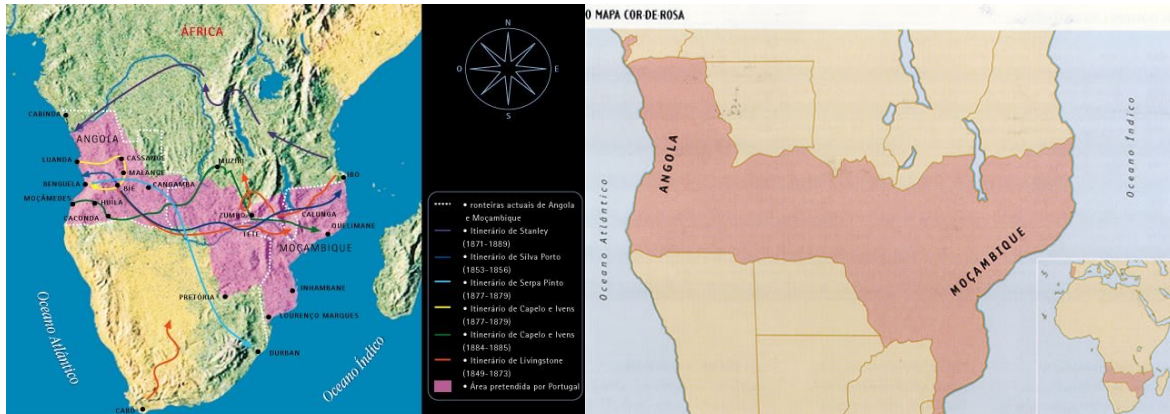 ÁFRICA
N
O
E
S
CABINDA
ANGOLA
LUANDA
CASSANGE
MALANGE
MUZIRI
BENGUELA
BIÉ
CANGAMBA
IBO
MOÇÂMEDES
HUILA
CACONDA
ZUMBO
CALUNGA
TETE
QUELIMANE
MOÇAMBIQUE
PRETÓRIA
INHAMBANE
LOURENÇO MARQUES
DURBAN
CABO
Oceano Atlântico
Oceano Índico
• ronteiras actuais de Angola
e Moçambique
• Itinerário de Stanley
(1871-1889)
• Itinerário de Silva Porto
(1853-1856)
• Itinerário de Serpa Pinto
(1877-1879)
• Itinerário de Capelo e Ivens
(1877-1879)
• Itinerário de Capelo e Ivens
(1884-1885)
• Itinerário de Livingstone
(1849-1873)
• Área pretendida por Portugal
O MAPA COR-DE-ROSA
ANGOLA
MOÇAMBIQUE
Oceano Atlântico
Oceano Índico